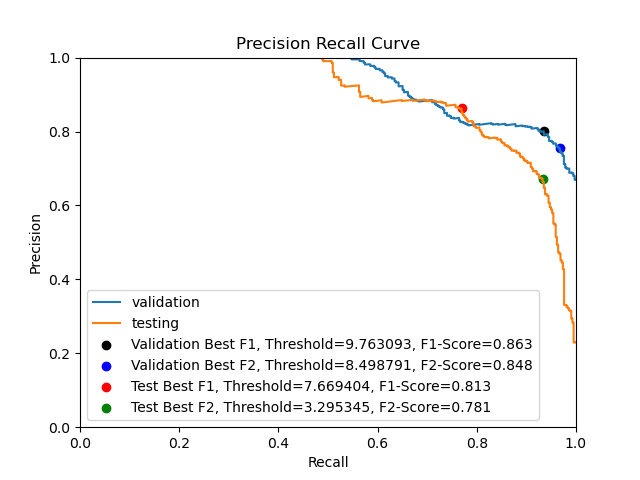 Precision Recall Curve
1.0
0.8
0.6
0.4
0.2
0.0
Precision
validation
testing
Validation Best F1, Threshold=9.763093, F1-Score=0.863
Validation Best F2, Threshold=8.498791, F2-Score=0.848
Test Best F1, Threshold=7.669404, F1-Score=0.813
Test Best F2, Threshold=3.295345, F2-Score=0.781
0.0 0.2 0.4 0.6 0.8 1.0
Recall